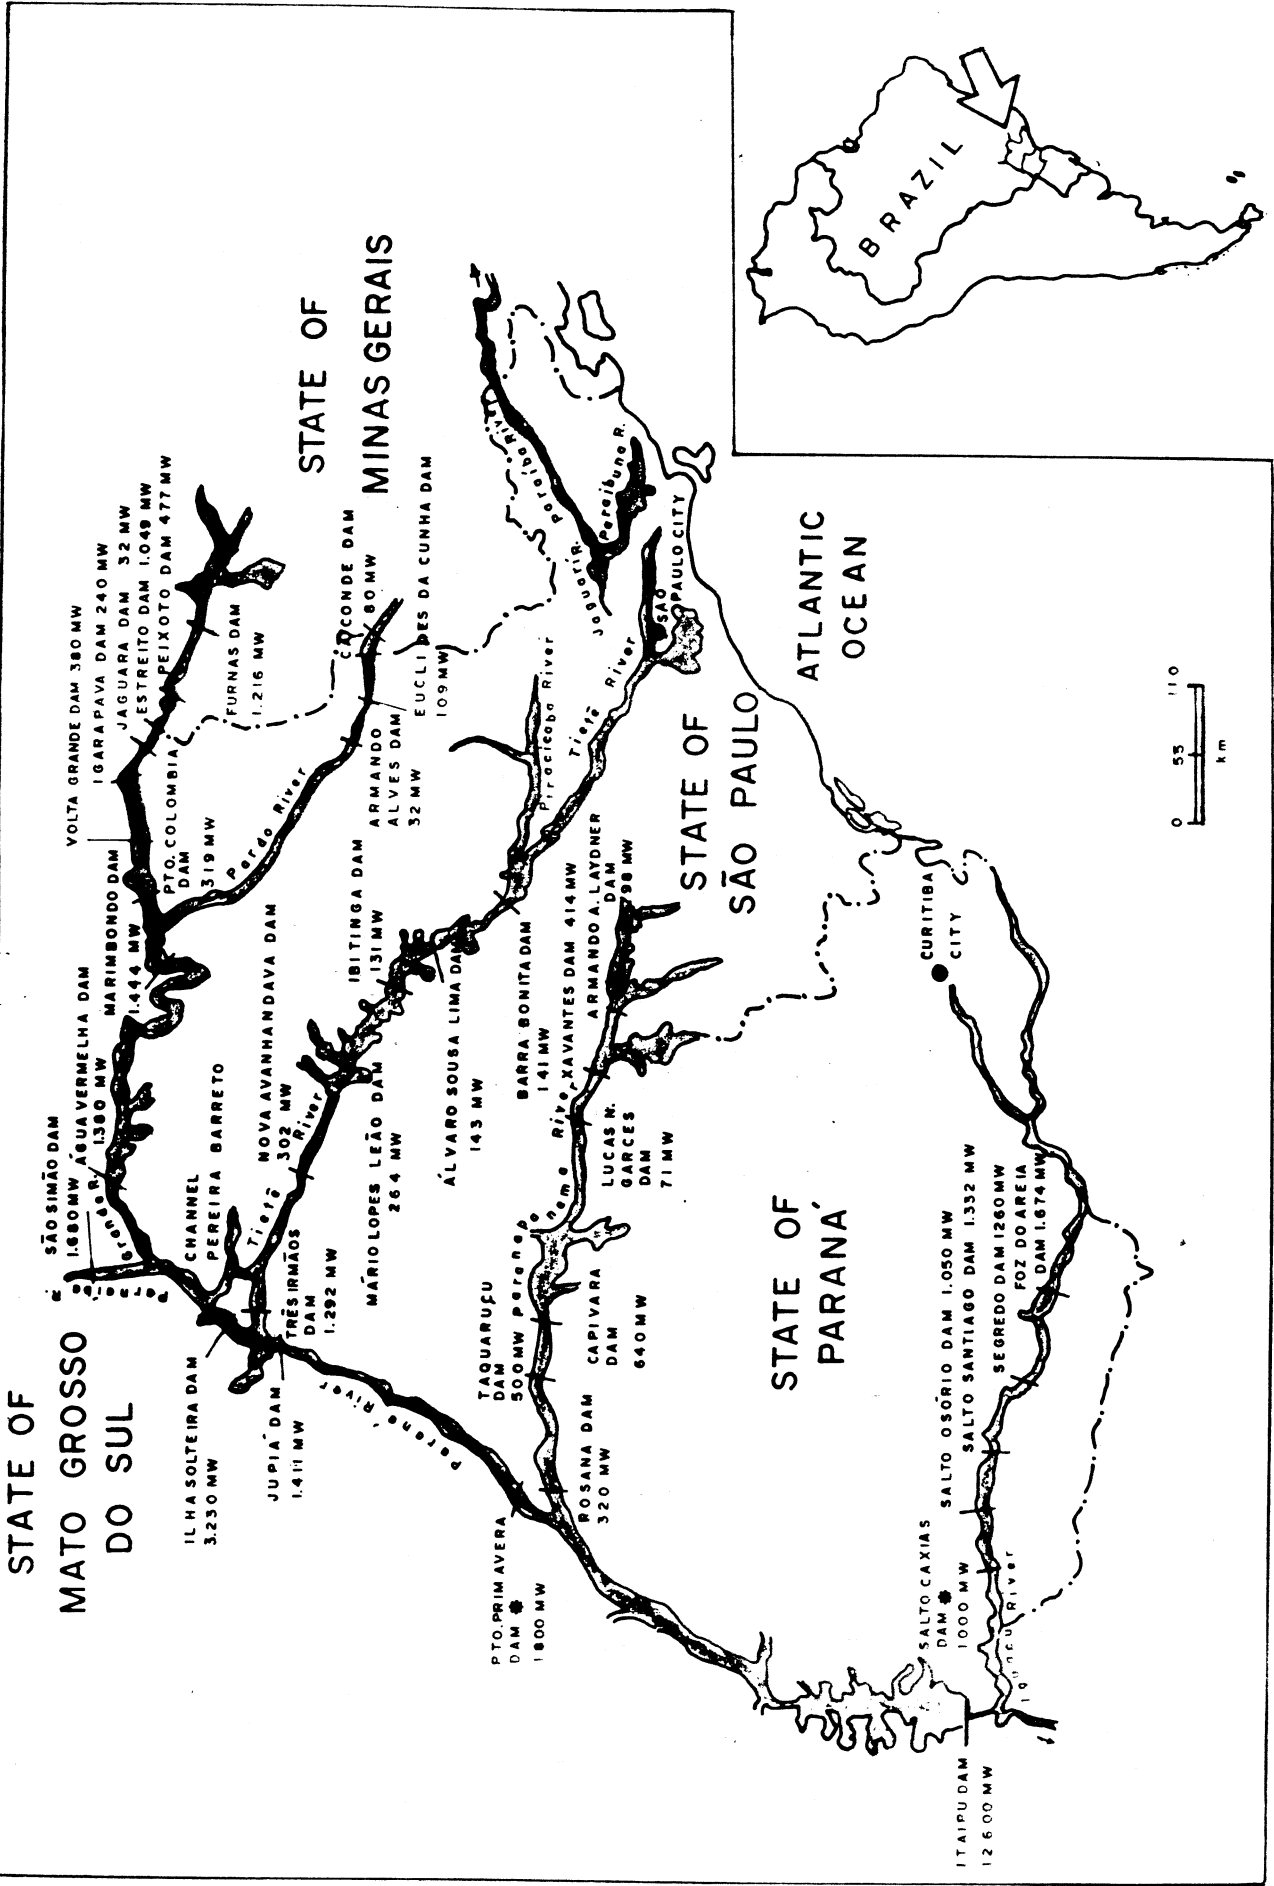 STATE OF
MATO GROSSO
DO SUL
SÃO SIMÃO DAM
1.680 MW
ÁGUA VERMELHA DAM
1.380 MW
MARIMBONDO DAM
1.444 MW
VOLTA GRANDE DAM 380 MW
IGARAPAVA DAM 240 MW
JAGUARA DAM 32 MW
ESTREITO DAM 1.049 MW
PEIXOTO DAM 477 MW
PTO. COLOMBIA
DAM
319 MW
FURNAS DAM
1.216 MW
STATE OF
MINAS GERAIS
Grande R.
CHANNEL
PEREIRA BARRETO
Pardo River
CACONDE DAM
80 MW
EUCLIDES DA CUNHA DAM
109 MW
ARMANDO
ALVES DAM
32 MW
ILHA SOLTEIRA DAM
3.230 MW
JUPIÁ DAM
1.411 MW
TRÊS IRMÃOS
DAM
1.292 MW
NOVA AVANHANDAVA DAM
302 MW
Tietê River
IBITINGA DAM
131 MW
MÁRIO LOPES LEÃO DAM
264 MW
ÁLVARO SOUSA LIMA DAM
143 MW
BARRA BONITA DAM
141 MW
Piracicaba River
Tietê River
Jaguari R.
Paraiba River
Paraibuna R.
SÃO
PAULO CITY
Paraná River
PTO. PRIMAVERA
DAM *
1800 MW
TAQUARUÇU
DAM
500 MW
Paranapanema River
XAVANTES DAM 414 MW
ARMANDO A. LAYDNER
DAM
98 MW
LUCAS N.
GARCES
DAM
71 MW
CAPIVARA
DAM
640 MW
ROSANA DAM
320 MW
STATE OF
SÃO PAULO
ATLANTIC
OCEAN
STATE OF
PARANÁ
CURITIBA
CITY
SALTO OSÓRIO DAM 1.050 MW
SALTO SANTIAGO DAM 1.332 MW
SEGREDO DAM 1260 MW
FOZ DO AREIA
DAM 1.674 MW
SALTO CAXIAS
DAM *
1000 MW
River
ITAIPU DAM
12600 MW
0 55 110
km
BRAZIL